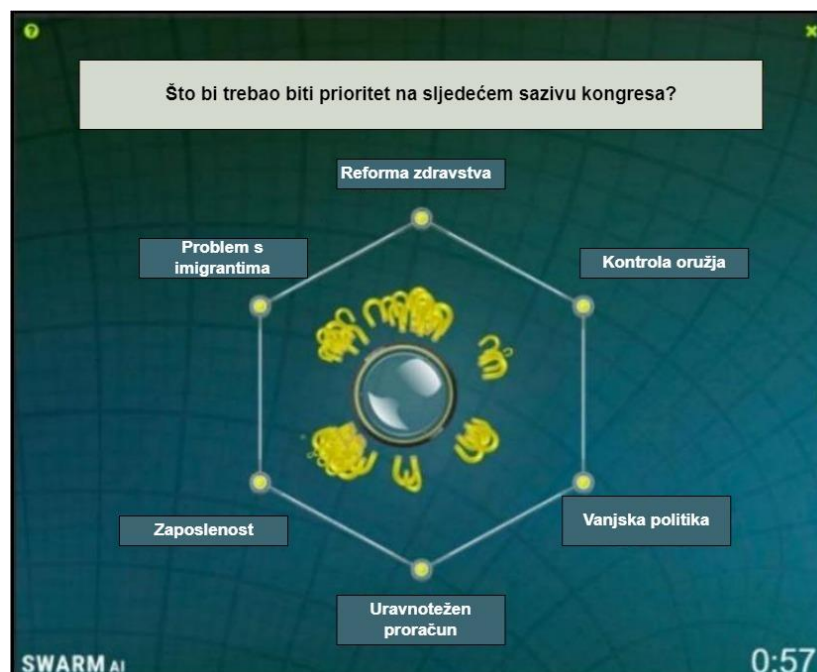 Što bi trebao biti prioritet na sljedećem sazivu kongresa?
Reforma zdravstva
Problem s
imigrantima
Kontrola oružja
Zaposlenost
Vanjska politika
Uravnotežen
proračun
SWARM AI
0:57